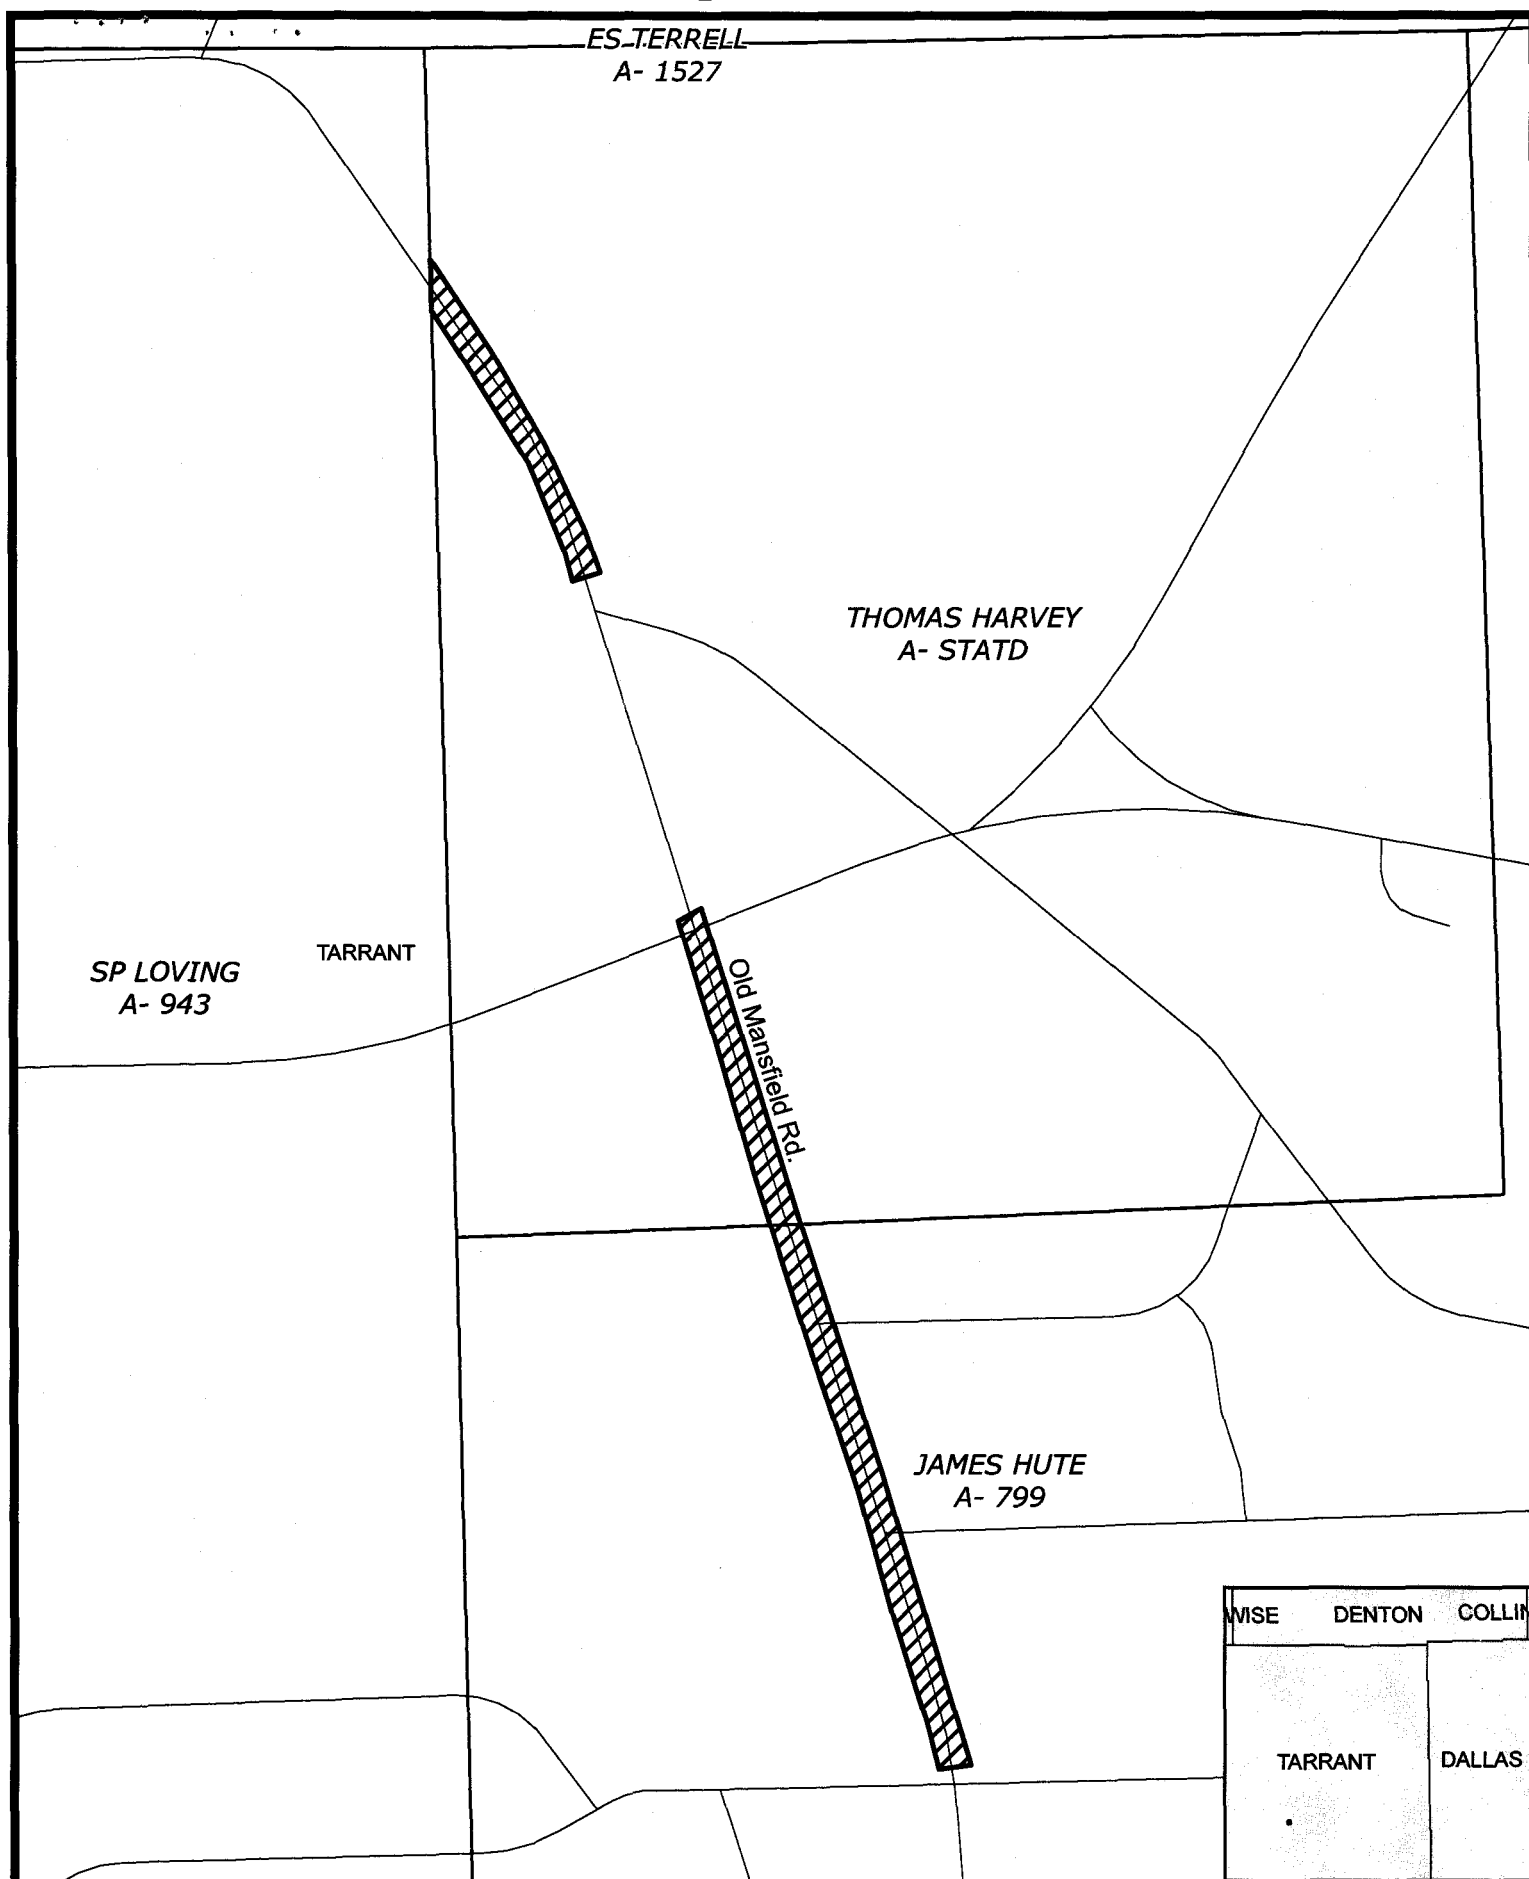 ES TERRELL
A- 1527
THOMAS HARVEY
A- STATD
TARRANT
SP LOVING
A- 943
Old Mansfield Rd.
JAMES HUTE
A- 799
WISE DENTON COLLIN
TARRANT DALLAS